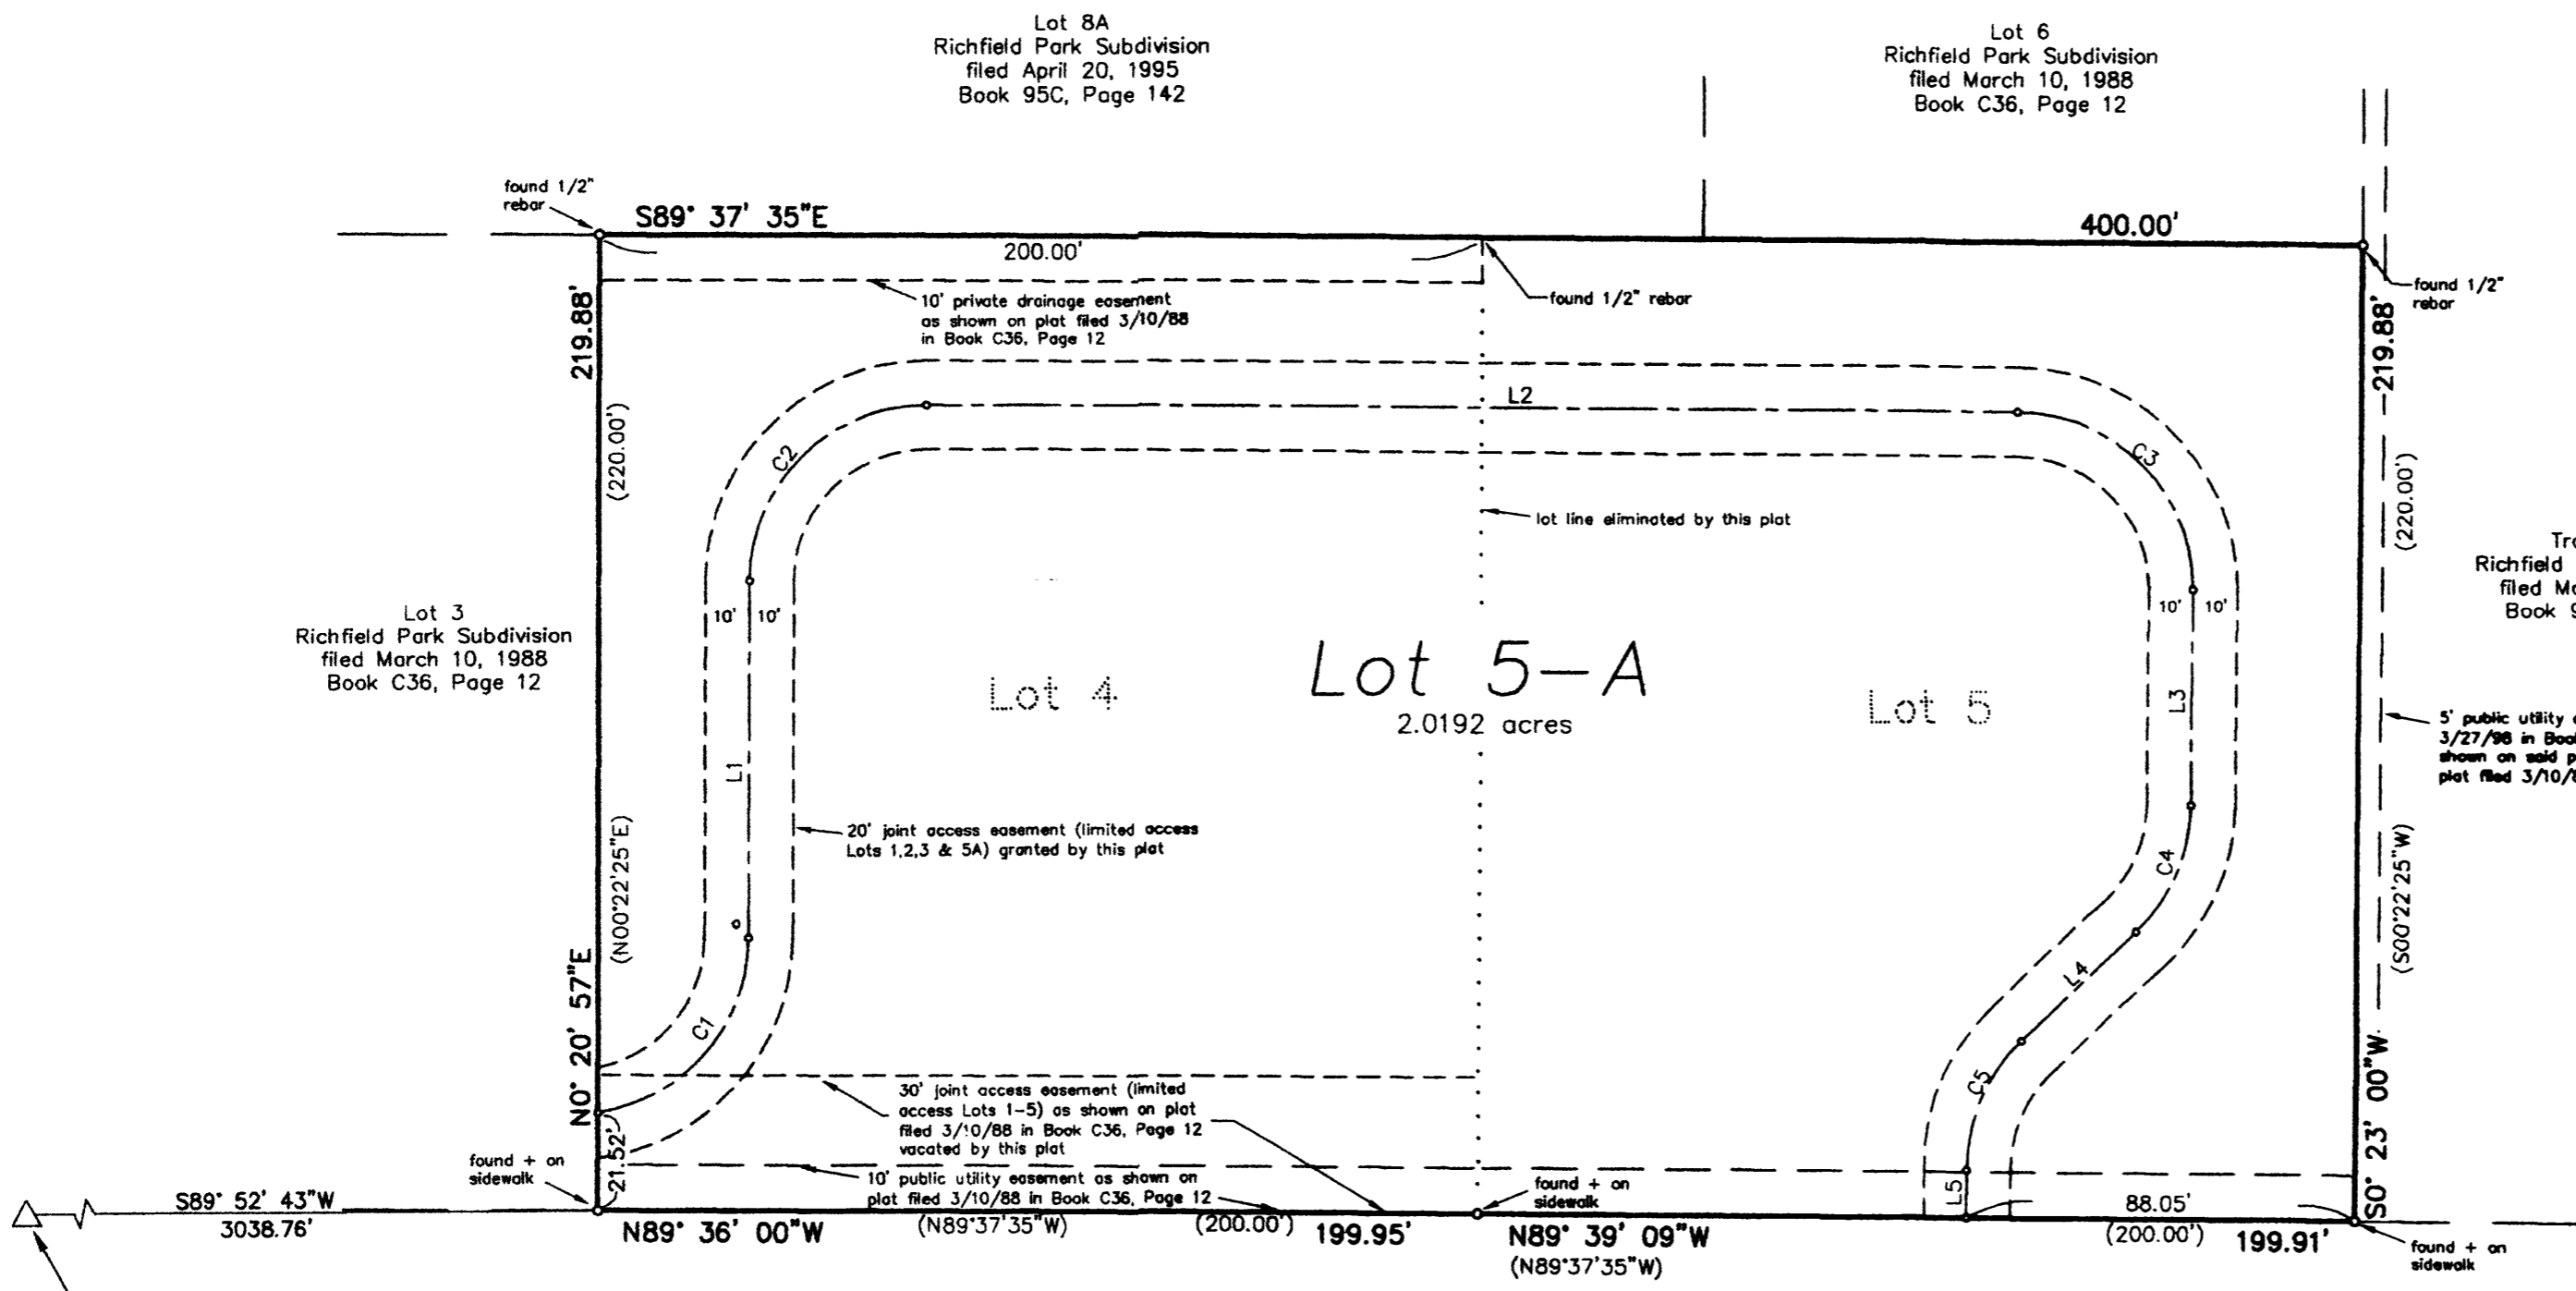 Lot 8A
Richfield Park Subdivision
filed April 20, 1995
Book 95C, Page 142
Lot 6
Richfield Park Subdivision
filed March 10, 1988
Book C36, Page 12
found 1/2"
rebar
S89° 37' 35"E
400.00'
200.00'
found 1/2"
rebar
10' private drainage easement
as shown on plat filed 3/10/88
in Book C36, Page 12
found 1/2" rebar
219.88'
219.88'
(220.00')
(220.00')
L2
C2
C3
lot line eliminated by this plat
10' 10'
10' 10'
Lot 3
Richfield Park Subdivision
filed March 10, 1988
Book C36, Page 12
Richfield
filed
Book
Lot 4
Lot 5-A
2.0192 acres
Lot 5
L3
L1
5' public utility
3/27/98 in
shown on said
plat filed
20' joint access easement (limited access
Lots 1,2,3 & 5A) granted by this plat
(N00°22'25"E)
(S00°22'25"W)
C4
L4
N0° 20' 57"E
C1
C5
S0° 23' 00"W
30' joint access easement (limited
access Lots 1-5) as shown on plat
filed 3/10/88 in Book C36, Page 12
vacated by this plat
found + on
sidewalk
21.52'
10' public utility easement as shown on
plat filed 3/10/88 in Book C36, Page 12
found + on
sidewalk
L5
88.05'
S89° 52' 43"W
3038.76'
N89° 36' 00"W
(N89°37'35"W)
(200.00')
199.95'
N89° 39' 09"W
(N89°37'35"W)
(200.00')
199.91'
found + on
sidewalk